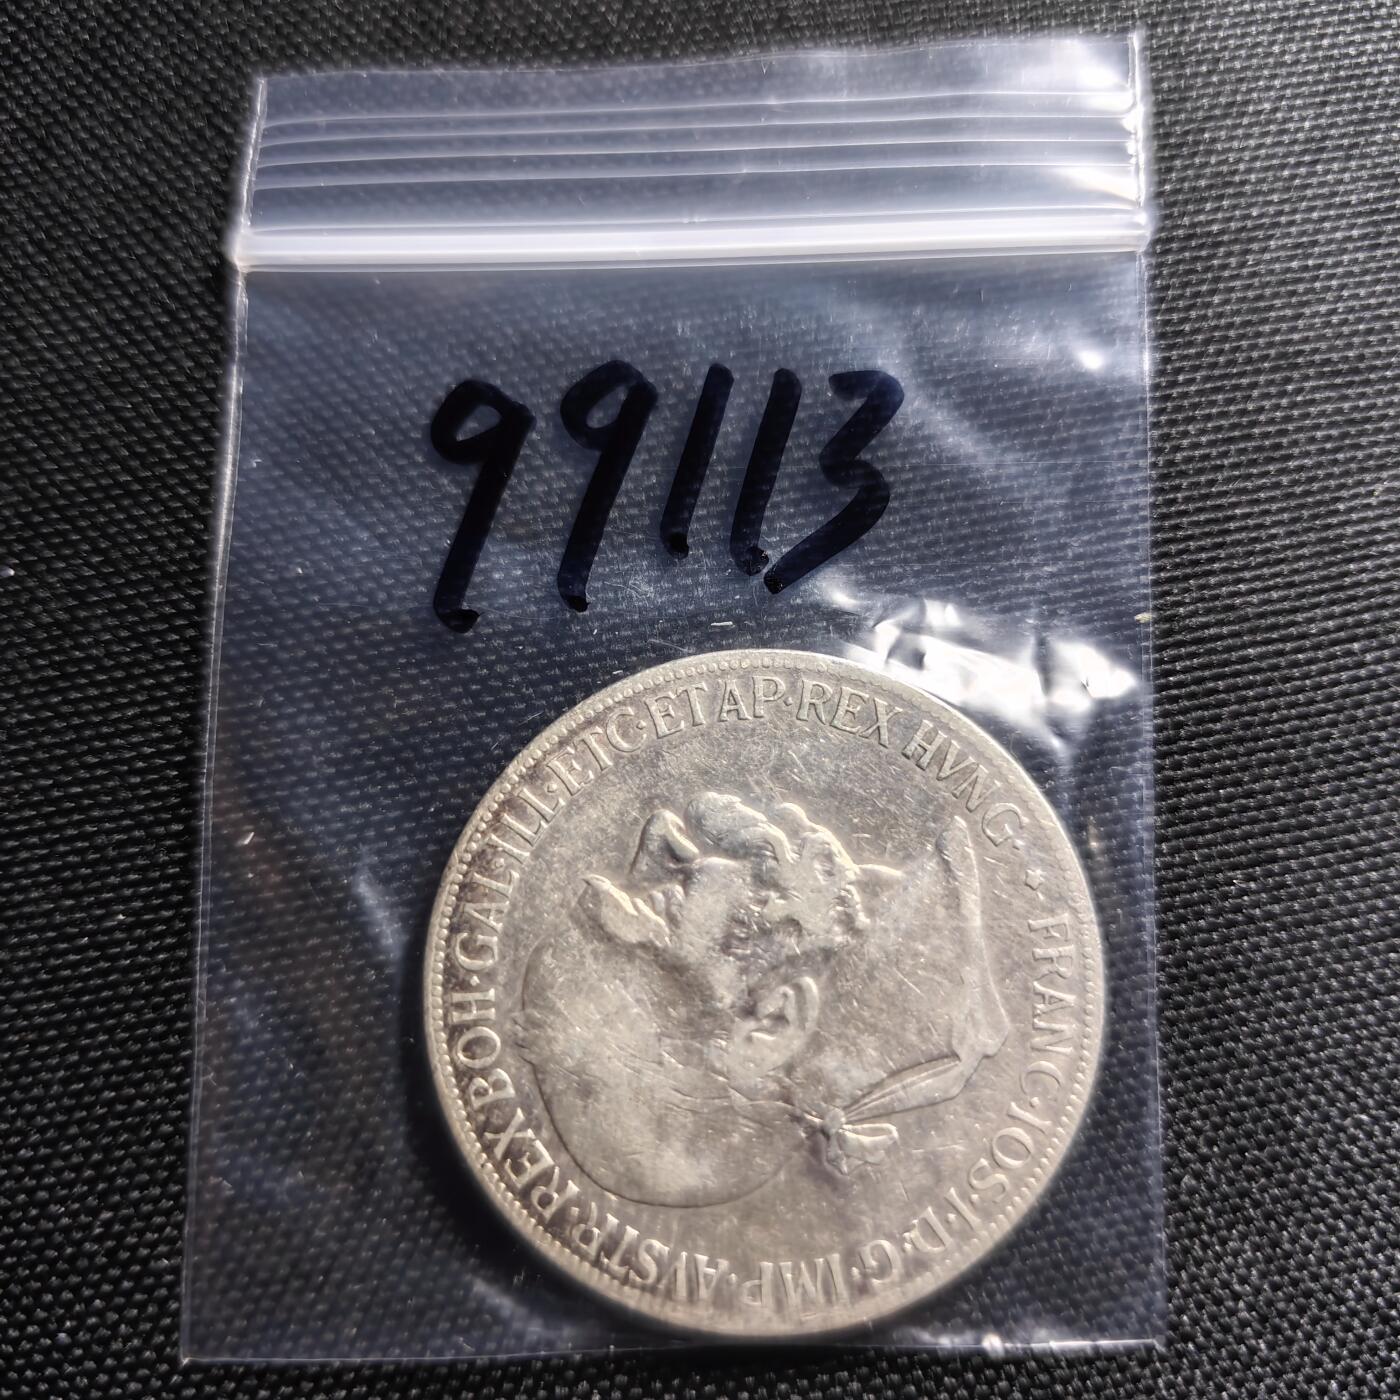 99113
FRANC·IOS·I·D·G·IMP·AVSTR·REX·BOH·GAL·ILL·ETC·ET AP·REX HVNG·